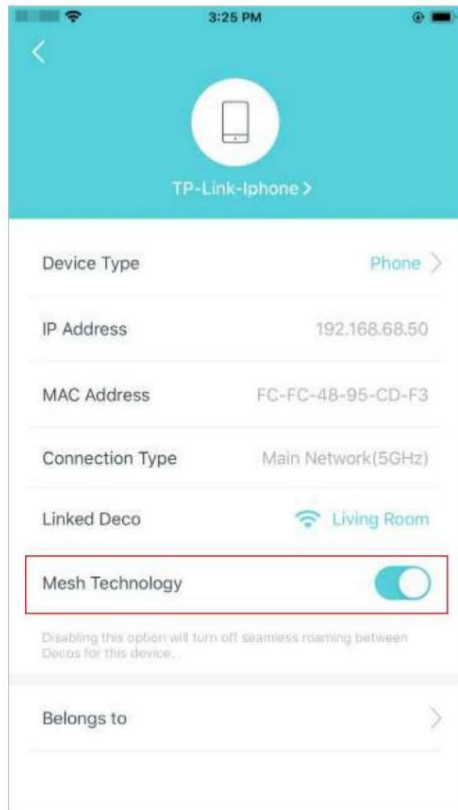 3:25 PM
TP-Link-Iphone >
Device Type Phone >
IP Address 192.168.68.50
MAC Address FC-FC-48-95-CD-F3
Connection Type Main Network(5GHz)
Linked Deco Living Room
Mesh Technology
Disabling this option will turn off seamless roaming between
Decos for this device.
Belongs to >